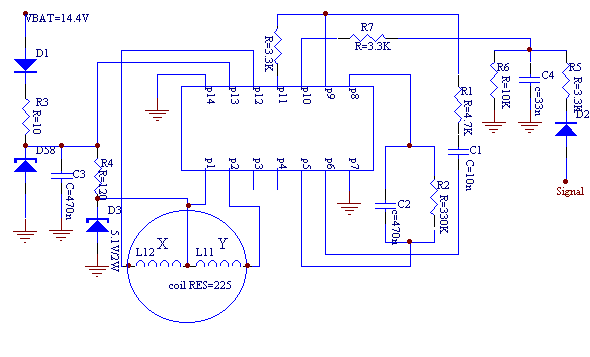 VBAT=14.4V
D1
R3
R=10
D58
C3
C=470n
R4
R=120
D3
5.1V/2W
R=3.3K
R7
R=3.3K
p14
p13
p12
p11
p10
p9
p8
p1
p2
p3
p4
p5
p6
p7
R1
R=4.7K
C1
C=10n
R2
R=330K
C2
c=470n
R6
R=10K
C4
c=33n
R5
R=3.3K
D2
Signal
X
Y
L12
L11
coil RES=225